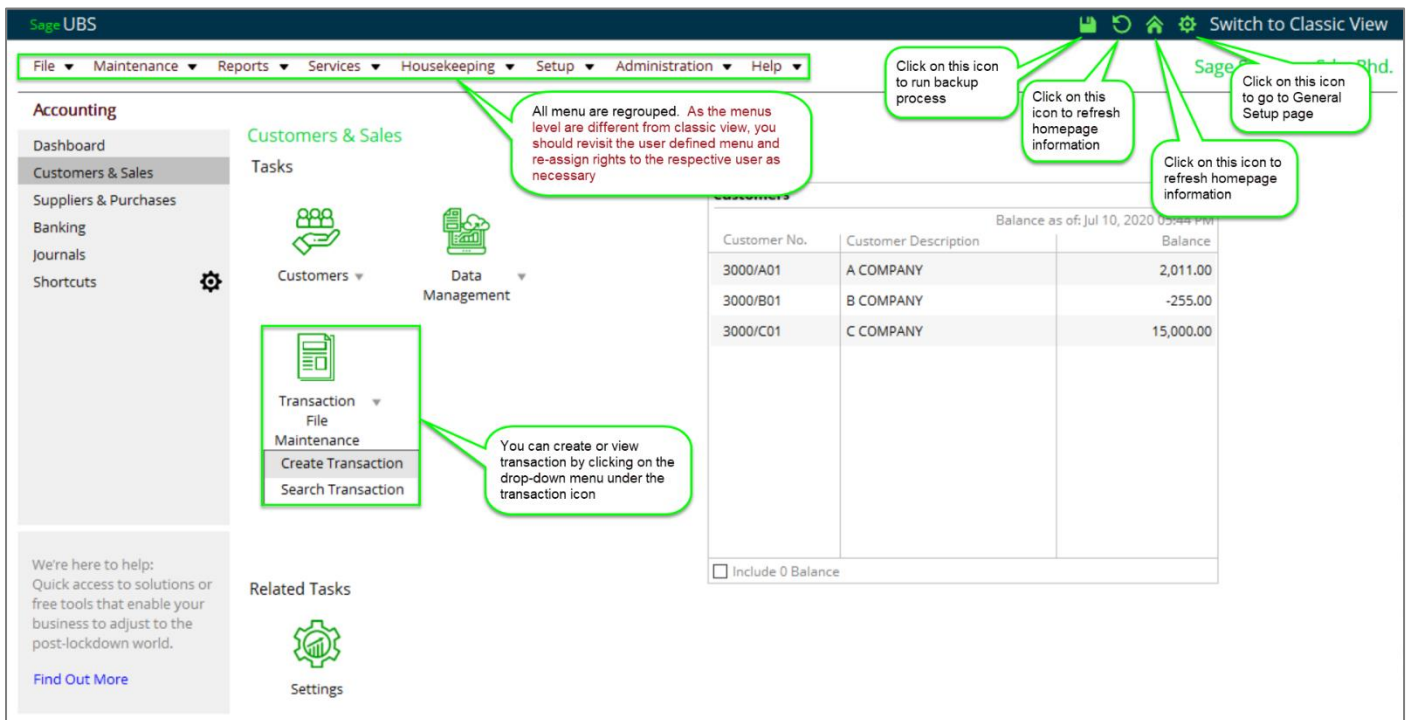 Sage UBS
Switch to Classic View
File Maintenance Reports Services Housekeeping Setup Administration Help
Click on this icon
to run backup
process
Click on this
icon to refresh
homepage
information
Click on this icon to
refresh homepage
information
Click on this icon
to go to General
Setup page
All menu are regrouped. As the menus
level are different from classic view, you
should revisit the user defined menu and
re-assign rights to the respective user as
necessary
Accounting
Dashboard
Customers & Sales
Suppliers & Purchases
Banking
Journals
Shortcuts
We're here to help:
Quick access to solutions or
free tools that enable your
business to adjust to the
post-lockdown world.
Find Out More
Customers & Sales
Tasks
Customers
Data
Management
Transaction
File
Maintenance
Create Transaction
Search Transaction
You can create or view
transaction by clicking on the
drop-down menu under the
transaction icon
Related Tasks
Settings
Customers
Balance as of: Jul 10, 2020 05:44 PM
Customer No. Customer Description Balance
3000/A01 A COMPANY 2,011.00
3000/B01 B COMPANY -255.00
3000/C01 C COMPANY 15,000.00
Include 0 Balance